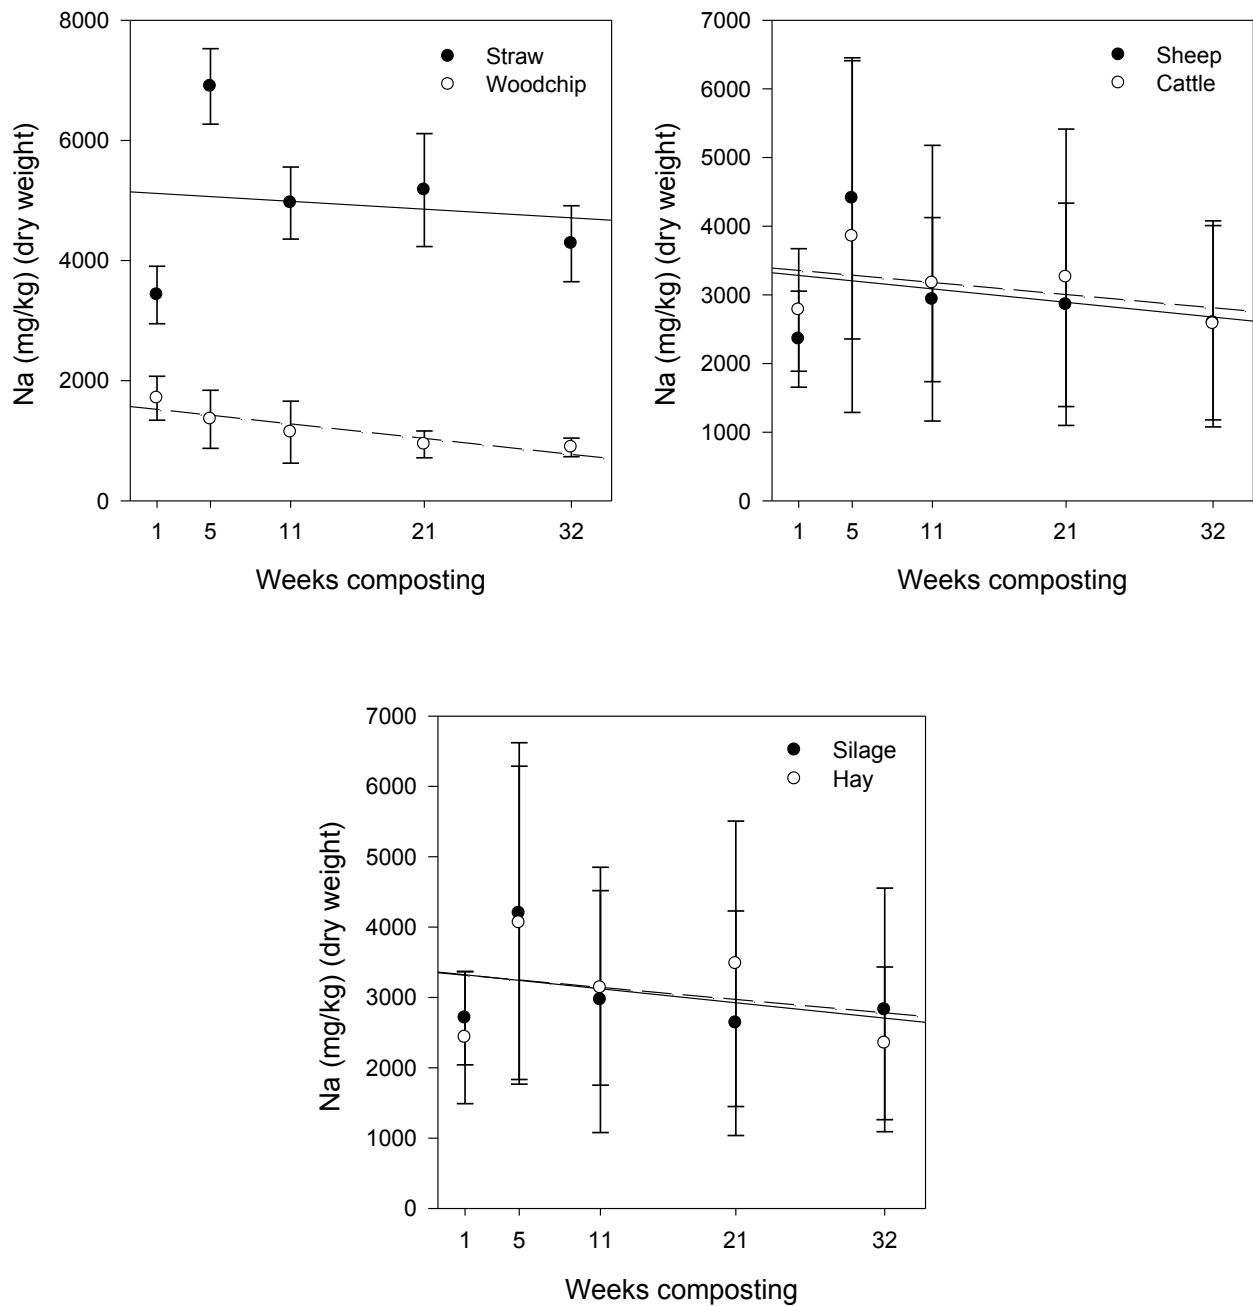 Na (mg/kg) (dry weight)
8000
6000
4000
2000
0
Straw
Woodchip
1 5 11 21 32
Weeks composting
Na (mg/kg) (dry weight)
7000
6000
5000
4000
3000
2000
1000
0
Sheep
Cattle
1 5 11 21 32
Weeks composting
Na (mg/kg) (dry weight)
7000
6000
5000
4000
3000
2000
1000
0
Silage
Hay
1 5 11 21 32
Weeks composting